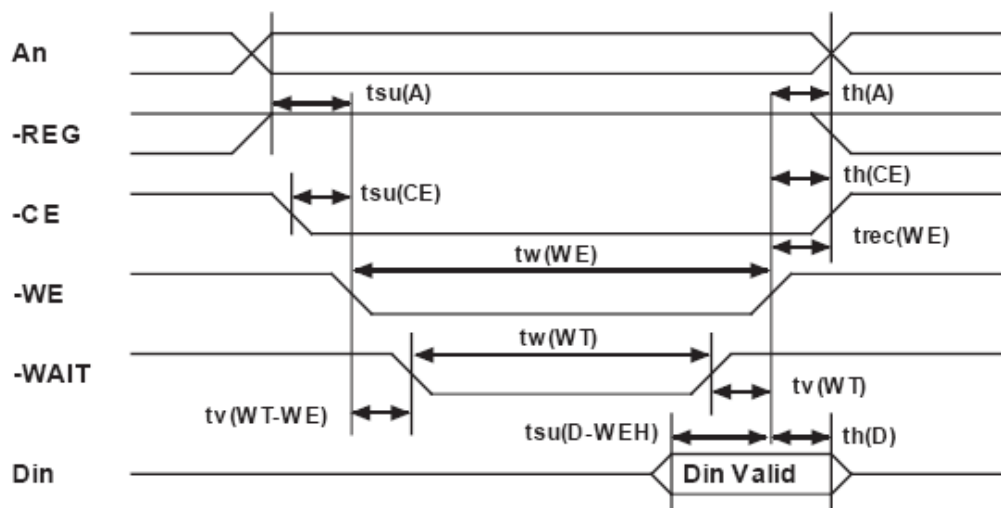 An
tsu(A)
th(A)
-REG
th(CE)
tsu(CE)
-CE
trec(WE)
tw(WE)
-WE
tw(WT)
-WAIT
tv(WT)
tv(WT-WE)
tsu(D-WEH)
th(D)
Din
Din Valid